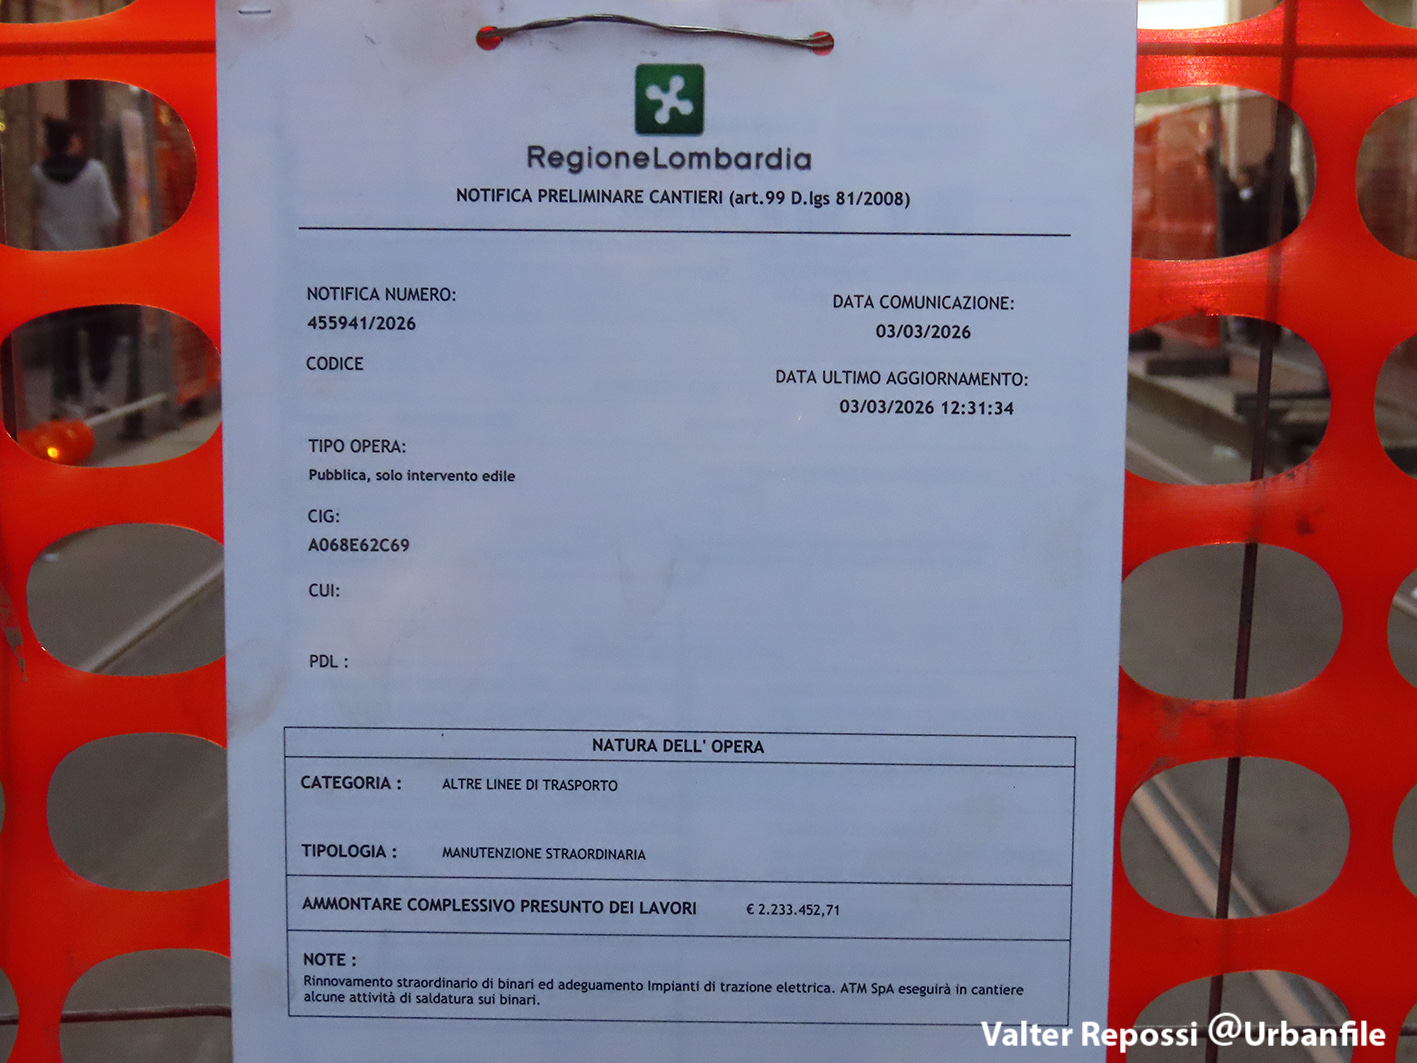 RegioneLombardia
NOTIFICA PRELIMINARE CANTIERI (art.99 D.lgs 81/2008)
NOTIFICA NUMERO:
455941/2026
CODICE
DATA COMUNICAZIONE:
03/03/2026
DATA ULTIMO AGGIORNAMENTO:
03/03/2026 12:31:34
TIPO OPERA:
Pubblica, solo intervento edile
CIG:
A068E62C69
CUI:
PDL :
NATURA DELL' OPERA
CATEGORIA : ALTRE LINEE DI TRASPORTO
TIPOLOGIA : MANUTENZIONE STRAORDINARIA
AMMONTARE COMPLESSIVO PRESUNTO DEI LAVORI € 2.233.452,71
NOTE :
Rinnovamento straordinario di binari ed adeguamento Impianti di trazione elettrica. ATM SpA eseguirà in cantiere
alcune attività di saldatura sui binari.
Valter Repossi @Urbanfile